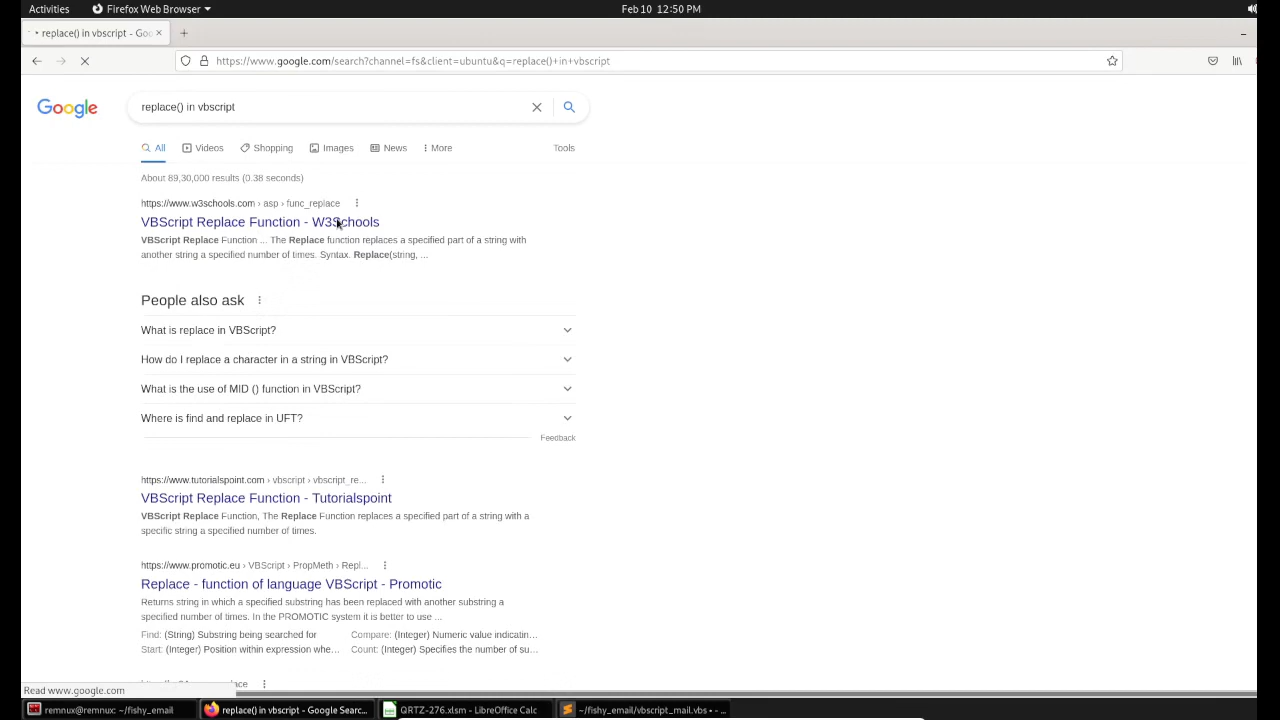 Activities
Firefox Web Browser
Feb 10 12:50 PM
replace() in vbscript - Goo
https://www.google.com/search?channel=fs&client=ubuntu&q=replace()+in+vbscript
Google
replace() in vbscript
All
Videos
Shopping
Images
News
More
Tools
About 89,30,000 results (0.38 seconds)
https://www.w3schools.com › asp › func_replace
VBScript Replace Function - W3Schools
VBScript Replace Function ... The Replace function replaces a specified part of a string with
another string a specified number of times. Syntax. Replace(string, ...
People also ask
What is replace in VBScript?
How do I replace a character in a string in VBScript?
What is the use of MID () function in VBScript?
Where is find and replace in UFT?
Feedback
https://www.tutorialspoint.com › vbscript › vbscript_re...
VBScript Replace Function - Tutorialspoint
VBScript Replace Function, The Replace Function replaces a specified part of a string with a
specific string a specified number of times.
https://www.promotic.eu › VBScript › PropMeth › Repl...
Replace - function of language VBScript - Promotic
Returns string in which a specified substring has been replaced with another substring a
specified number of times. In the PROMOTIC system it is better to use ...
Find: (String) Substring being searched for
Compare: (Integer) Numeric value indicatin...
Start: (Integer) Position within expression whe...
Count: (Integer) Specifies the number of su...
Read www.google.com
remnux@remnux: ~/fishy_email
replace() in vbscript - Google Searc...
QRTZ-276.xlsm - LibreOffice Calc
~/fishy_email/vbscript_mail.vbs • - ...